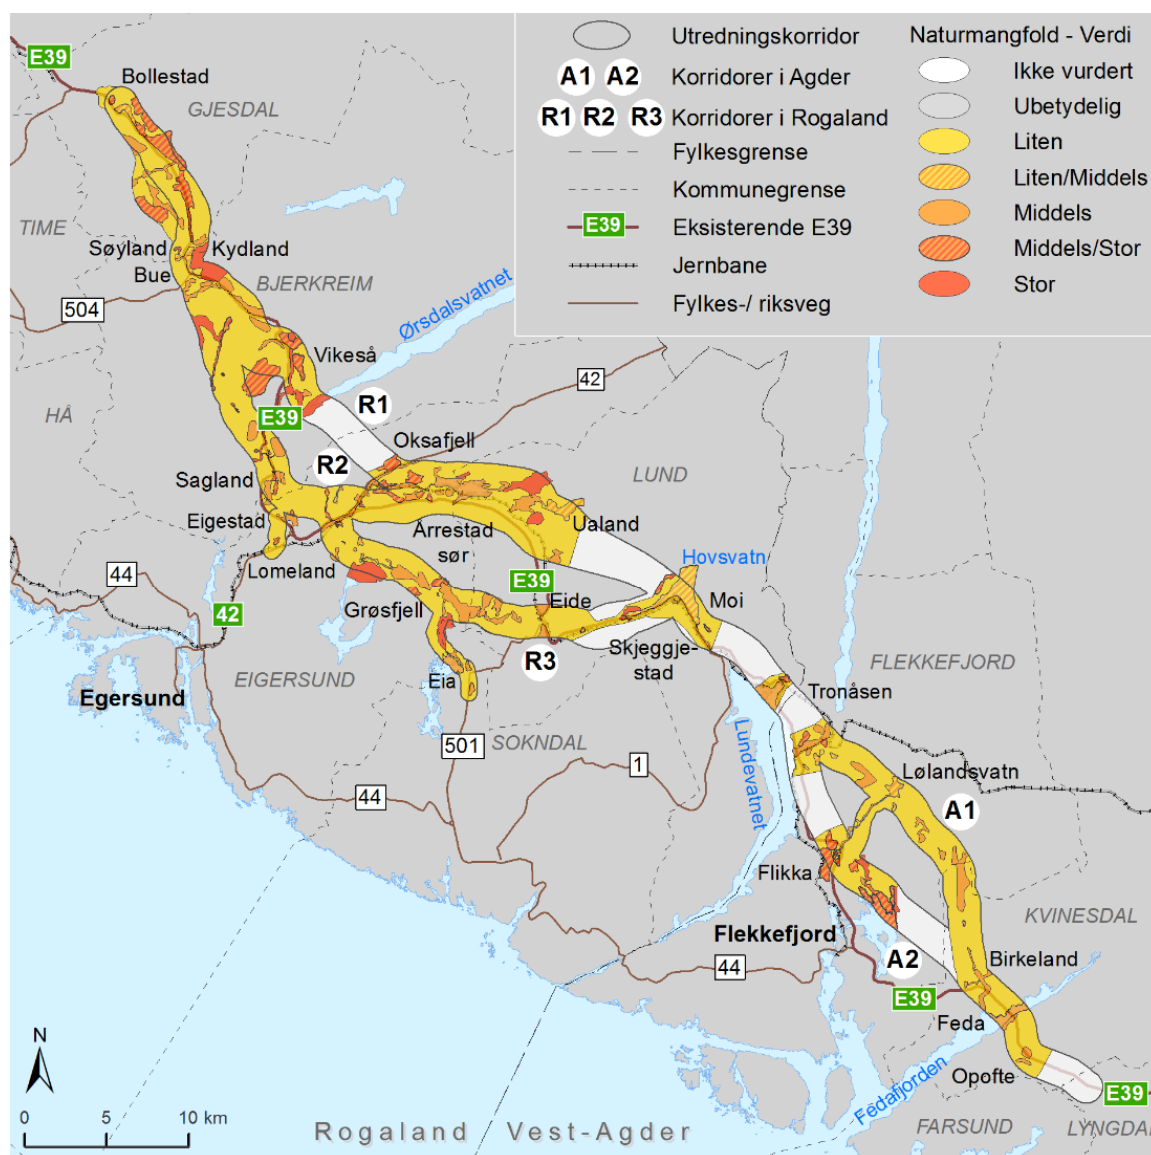 E39
Bollestad
GJESDAL
TIME
Søyland
Kydland
Bue
BJERKREIM
504
Ørsdalsvatnet
Vikeså
HÅ
E39
R1
42
R2
Oksafjell
LUND
Sagland
Eigestad
Ualand
Årrestad
sør
Lomeland
Hovsvatn
44
42
E39
Grøsfjell
Eide
Moi
R3
Skjeggje-
stad
FLEKKEFJORD
Egersund
EIGERSUND
Eia
Tronåsen
501
SOKNDAL
1
Lundevatnet
Lølandsvatn
A1
44
Flikka
KVINESDAL
Flekkefjord
44
A2
Birkeland
E39
Feda
Opofte
Fedafjorden
E39
FARSUND
LYNGDA
N
0 5 10 km
Rogaland Vest-Agder
Utredningskorridor
A1 A2 Korridorer i Agder
R1 R2 R3 Korridorer i Rogaland
Fylkesgrense
Kommunegrense
E39 Eksisterende E39
Jernbane
Fylkes-/ riksveg
Naturmangfold - Verdi
Ikke vurdert
Ubetydelig
Liten
Liten/Middels
Middels
Middels/Stor
Stor